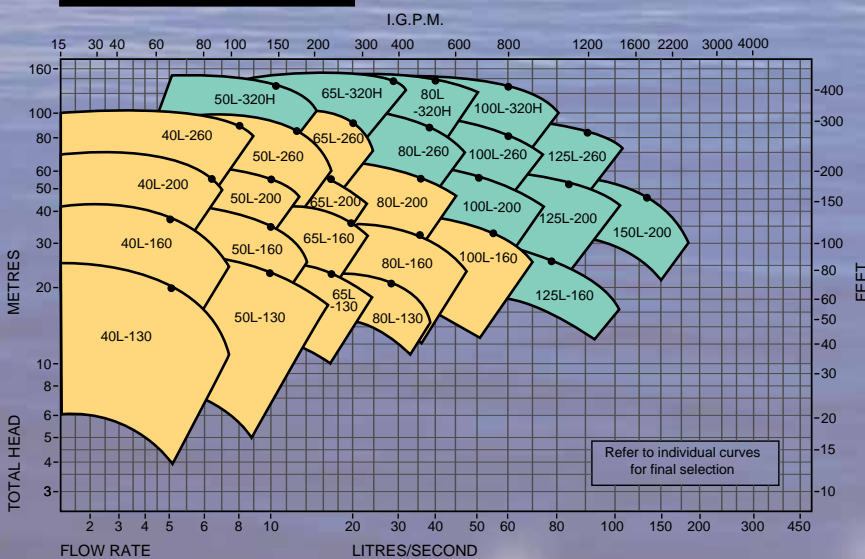 I.G.P.M.
15 30 40 60 80 100 150 200 300 400 600 800 1200 1600 2200 3000 4000
160
100
80
60
50
40
30
20
10
8
6
5
4
3
METRES
TOTAL HEAD
400
300
200
150
100
80
60
50
40
30
20
15
10
FEET
50L-320H
65L-320H
80L
-320H
100L-320H
40L-260
50L-260
65L-260
80L-260
100L-260
125L-260
40L-200
50L-200
65L-200
80L-200
100L-200
125L-200
150L-200
40L-160
50L-160
65L-160
80L-160
100L-160
125L-160
40L-130
50L-130
65L
-130
80L-130
Refer to individual curves
for final selection
2 3 4 5 6 8 10 20 30 40 50 60 80 100 150 200 300 450
FLOW RATE LITRES/SECOND